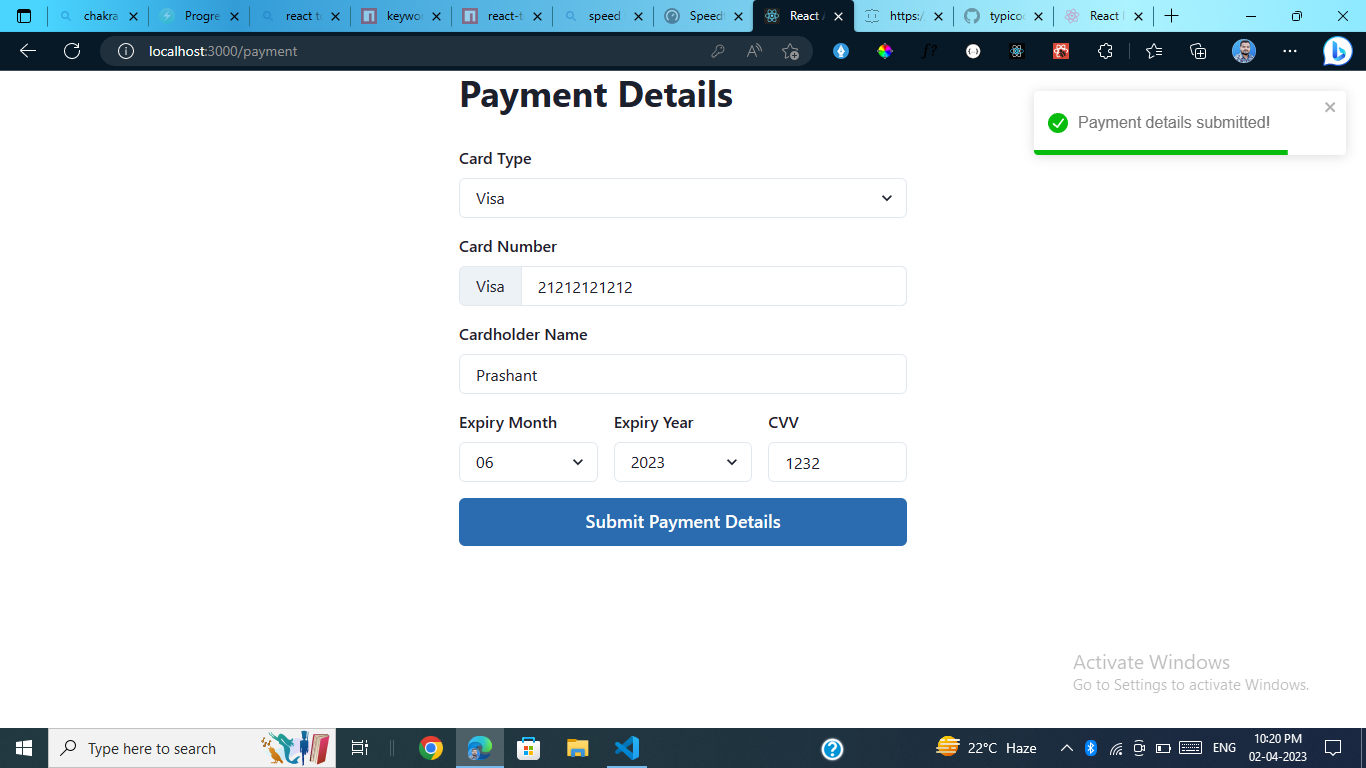 chakra
Progre
react ta
keywor
react-t
speed
Speed
React A
https:/
typico
React I
localhost:3000/payment
Payment Details
Payment details submitted!
Card Type
Visa
Card Number
Visa 21212121212
Cardholder Name
Prashant
Expiry Month Expiry Year CVV
06 2023 1232
Submit Payment Details
Activate Windows
Go to Settings to activate Windows.
Type here to search
22°C Haze
ENG
10:20 PM
02-04-2023